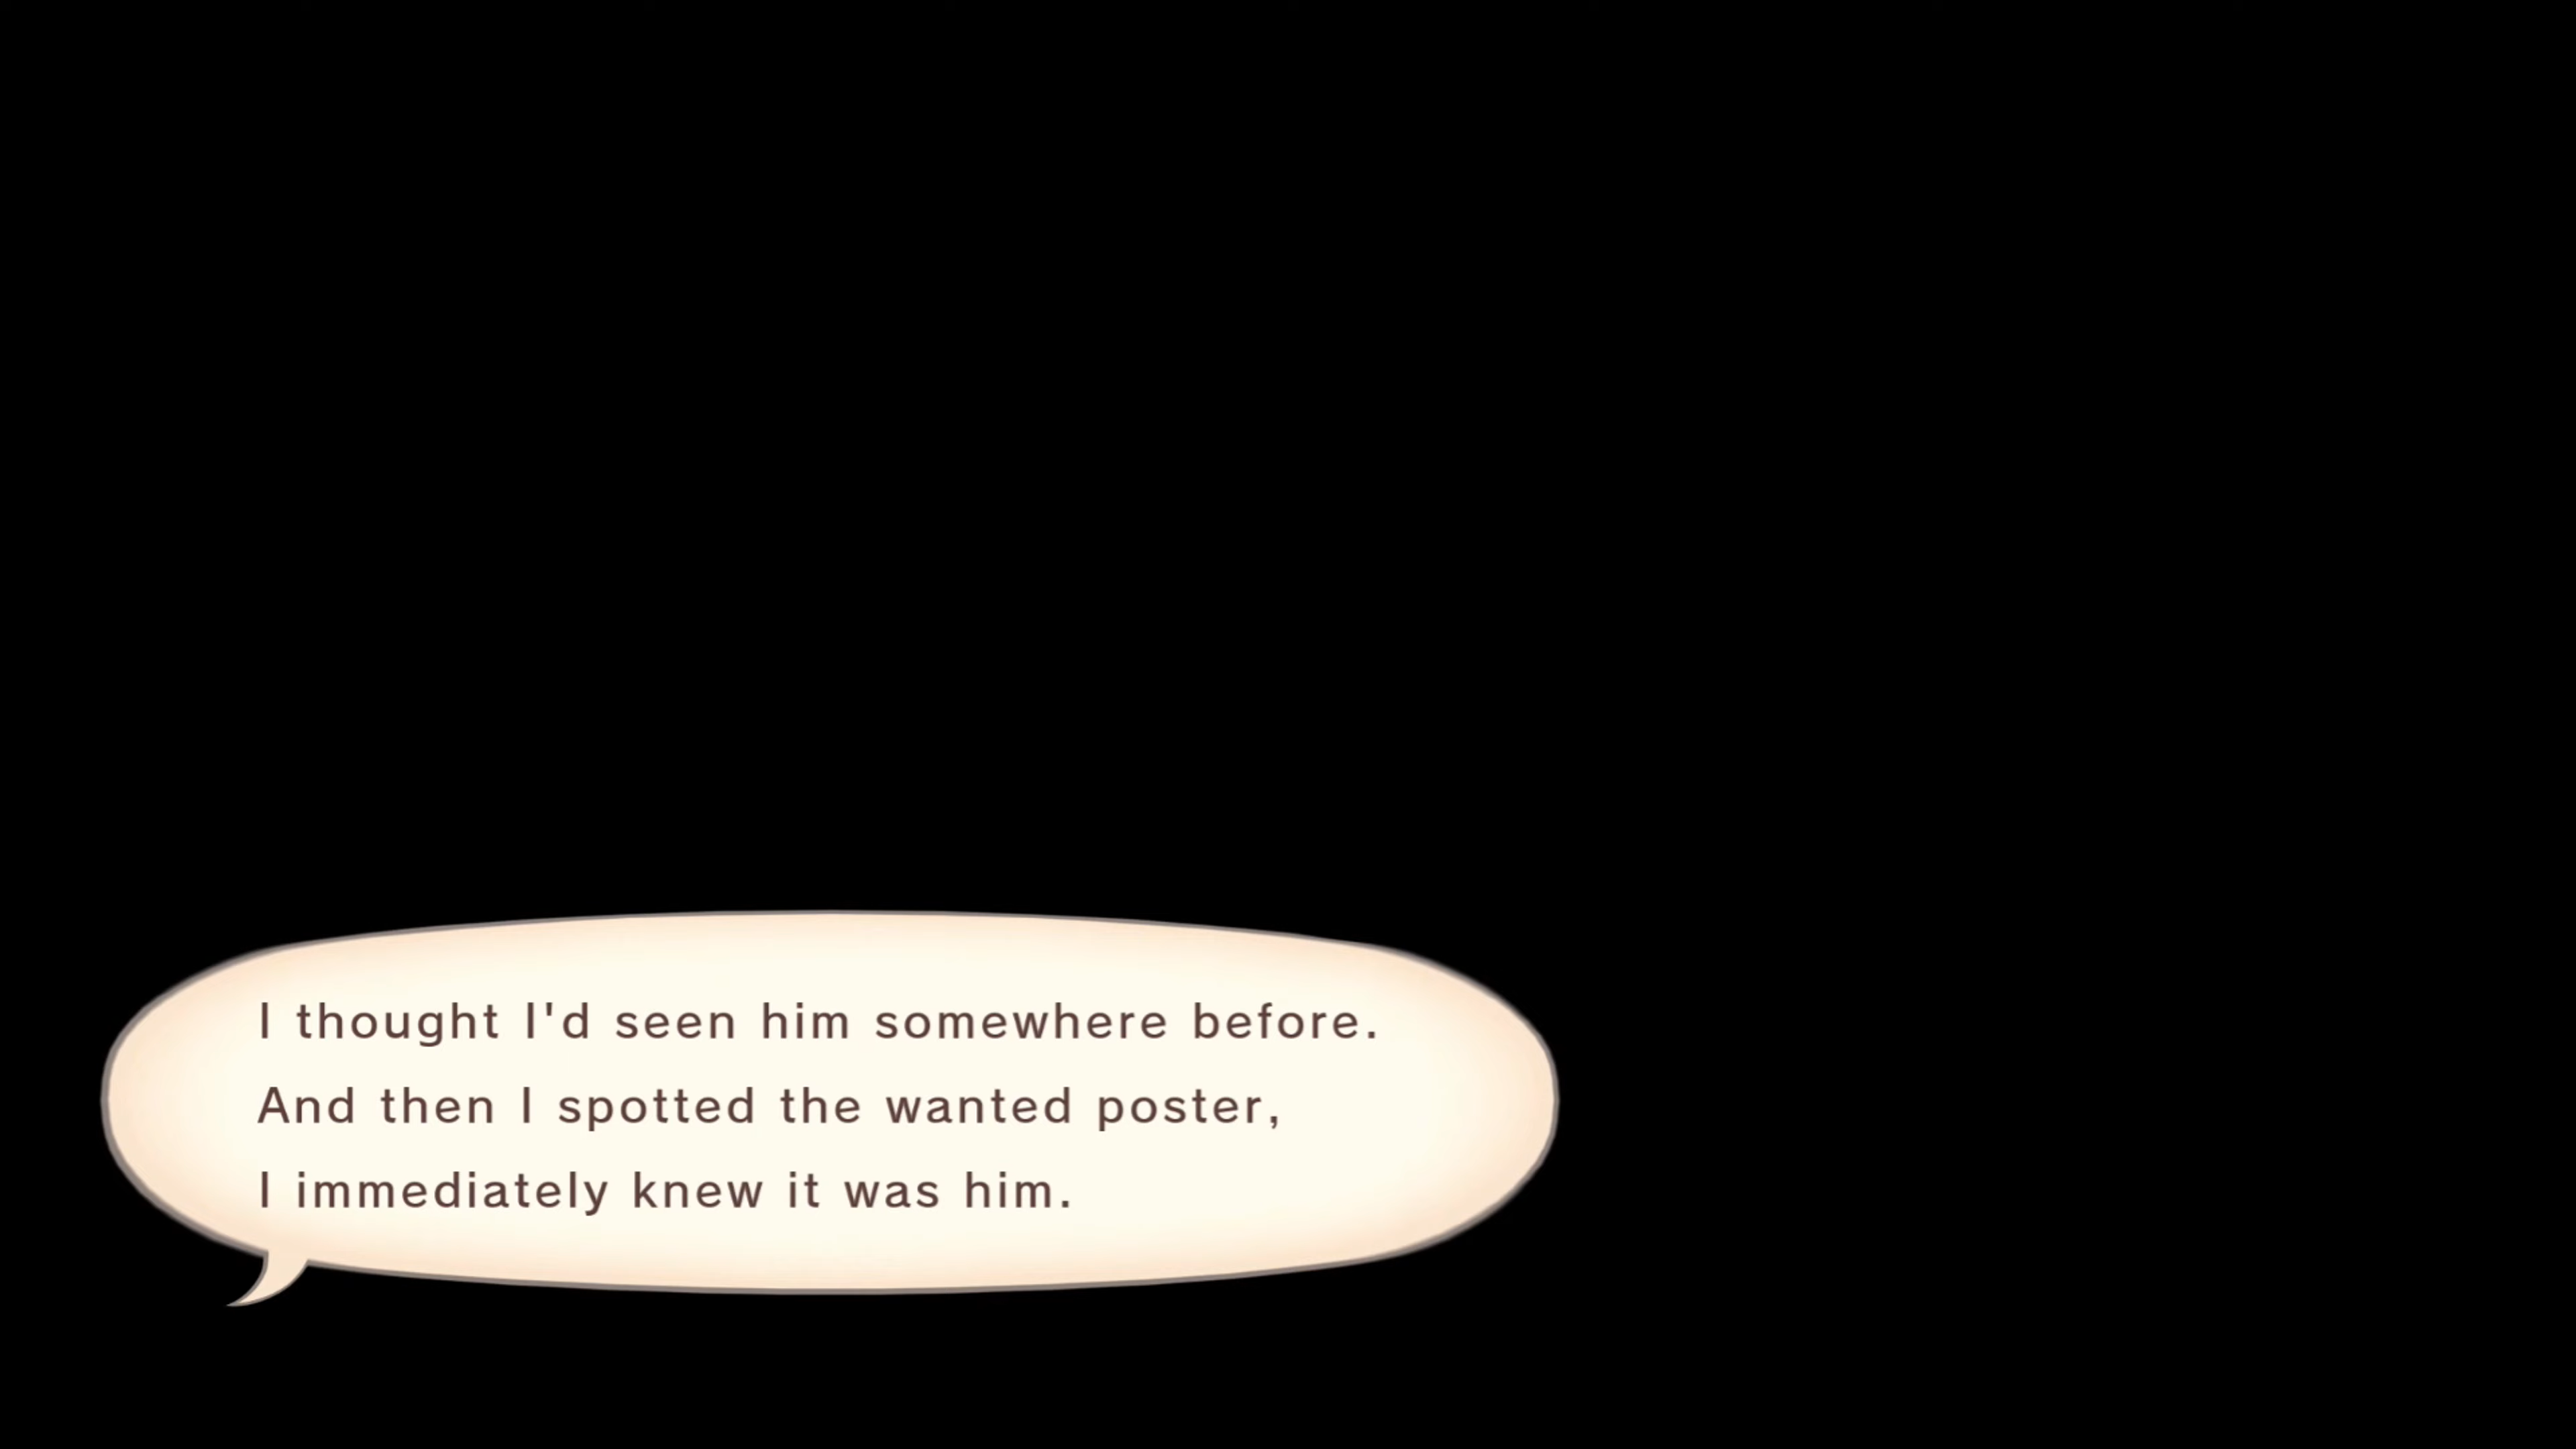 I thought I'd seen him somewhere before.
And then I spotted the wanted poster,
I immediately knew it was him.